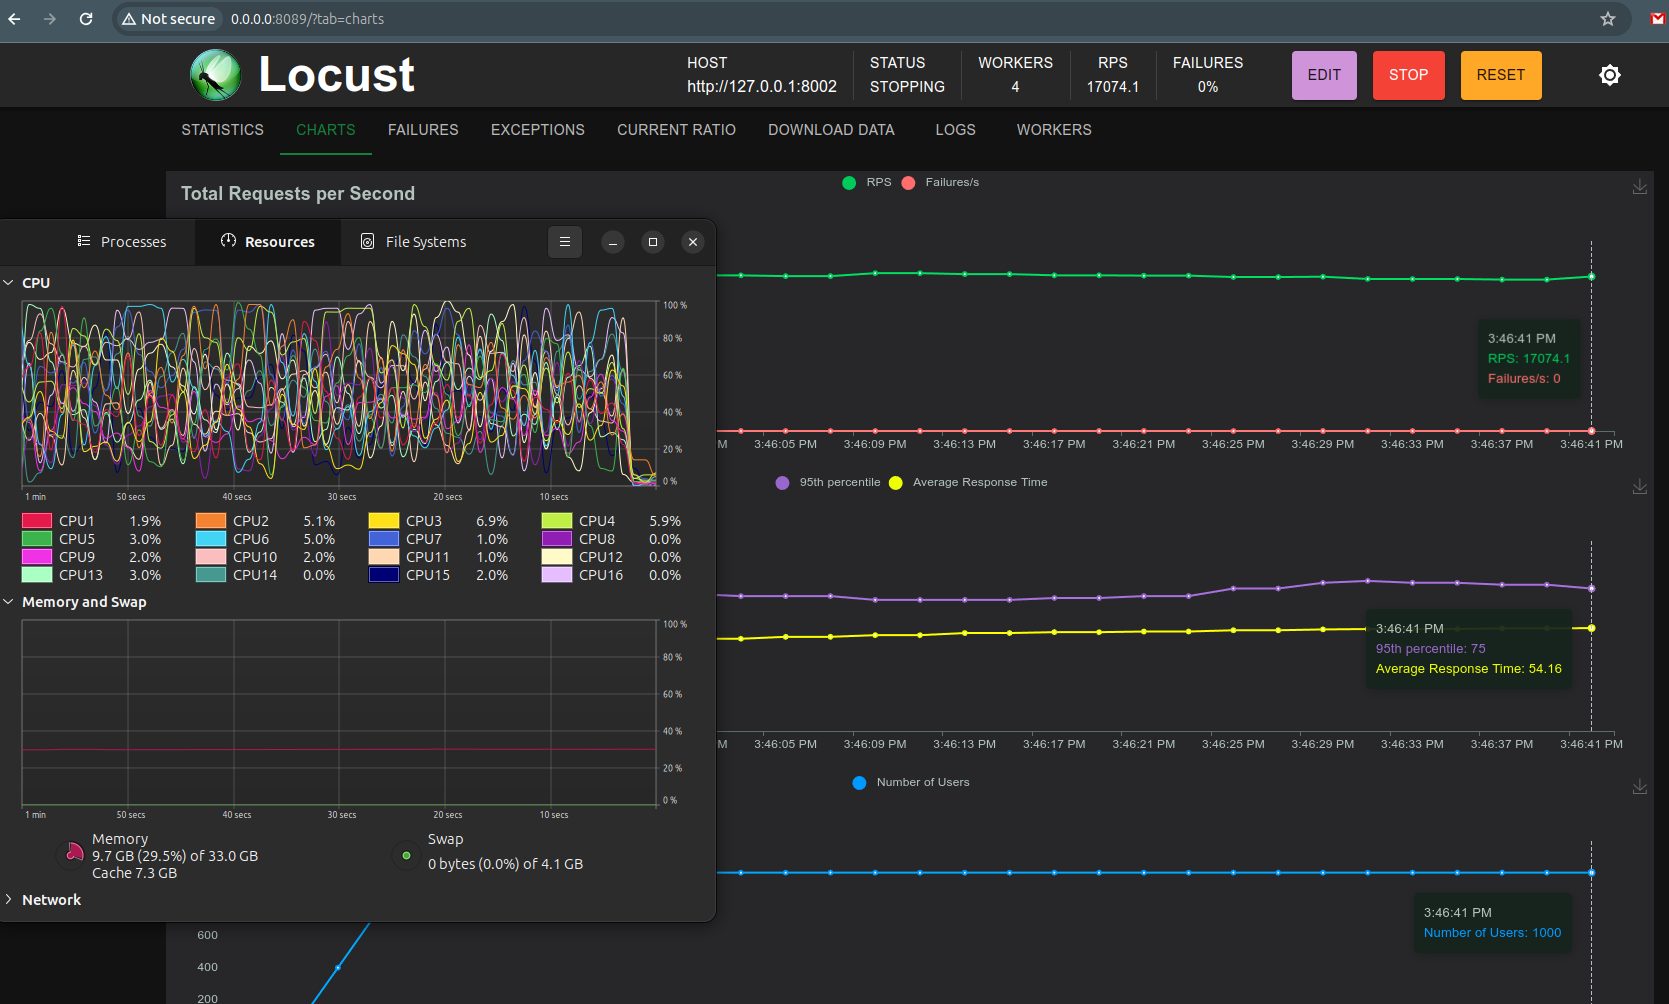 Not secure 0.0.0.0:8089/?tab=charts
Locust
HOST
http://127.0.0.1:8002
STATUS
STOPPING
WORKERS
4
RPS
17074.1
FAILURES
0%
EDIT
STOP
RESET
STATISTICS CHARTS FAILURES EXCEPTIONS CURRENT RATIO DOWNLOAD DATA LOGS WORKERS
Total Requests per Second
RPS Failures/s
3:46:41 PM
RPS: 17074.1
Failures/s: 0
M 3:46:05 PM 3:46:09 PM 3:46:13 PM 3:46:17 PM 3:46:21 PM 3:46:25 PM 3:46:29 PM 3:46:33 PM 3:46:37 PM 3:46:41 PM
95th percentile Average Response Time
3:46:41 PM
95th percentile: 75
Average Response Time: 54.16
M 3:46:05 PM 3:46:09 PM 3:46:13 PM 3:46:17 PM 3:46:21 PM 3:46:25 PM 3:46:29 PM 3:46:33 PM 3:46:37 PM 3:46:41 PM
Number of Users
3:46:41 PM
Number of Users: 1000
600
400
200
Processes Resources File Systems
CPU
100 %
80 %
60 %
40 %
20 %
0 %
1 min 50 secs 40 secs 30 secs 20 secs 10 secs
CPU1 1.9% CPU2 5.1% CPU3 6.9% CPU4 5.9%
CPU5 3.0% CPU6 5.0% CPU7 1.0% CPU8 0.0%
CPU9 2.0% CPU10 2.0% CPU11 1.0% CPU12 0.0%
CPU13 3.0% CPU14 0.0% CPU15 2.0% CPU16 0.0%
Memory and Swap
100 %
80 %
60 %
40 %
20 %
0 %
1 min 50 secs 40 secs 30 secs 20 secs 10 secs
Memory
9.7 GB (29.5%) of 33.0 GB
Cache 7.3 GB
Swap
0 bytes (0.0%) of 4.1 GB
Network